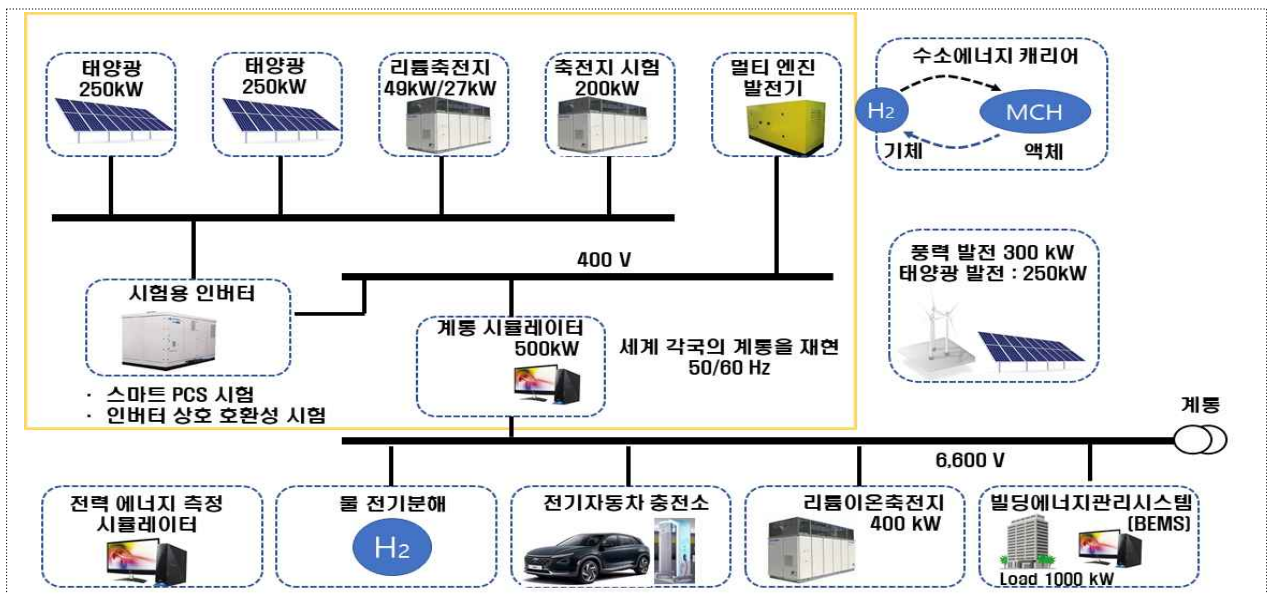 태양광
250kW
태양광
250kW
리튬축전지
49kW/27kW
축전지 시험
200kW
멀티 엔진
발전기
수소에너지 캐리어
H2
MCH
기체
액체
400 V
풍력 발전 300 kW
태양광 발전 : 250kW
시험용 인버터
계통 시뮬레이터
500kW
세계 각국의 계통을 재현
50/60 Hz
· 스마트 PCS 시험
· 인버터 상호 호환성 시험
계통
6,600 V
전력 에너지 측정
시뮬레이터
물 전기분해
H2
전기자동차 충전소
리튬이온축전지
400 kW
빌딩에너지관리시스템
(BEMS)
Load 1000 kW